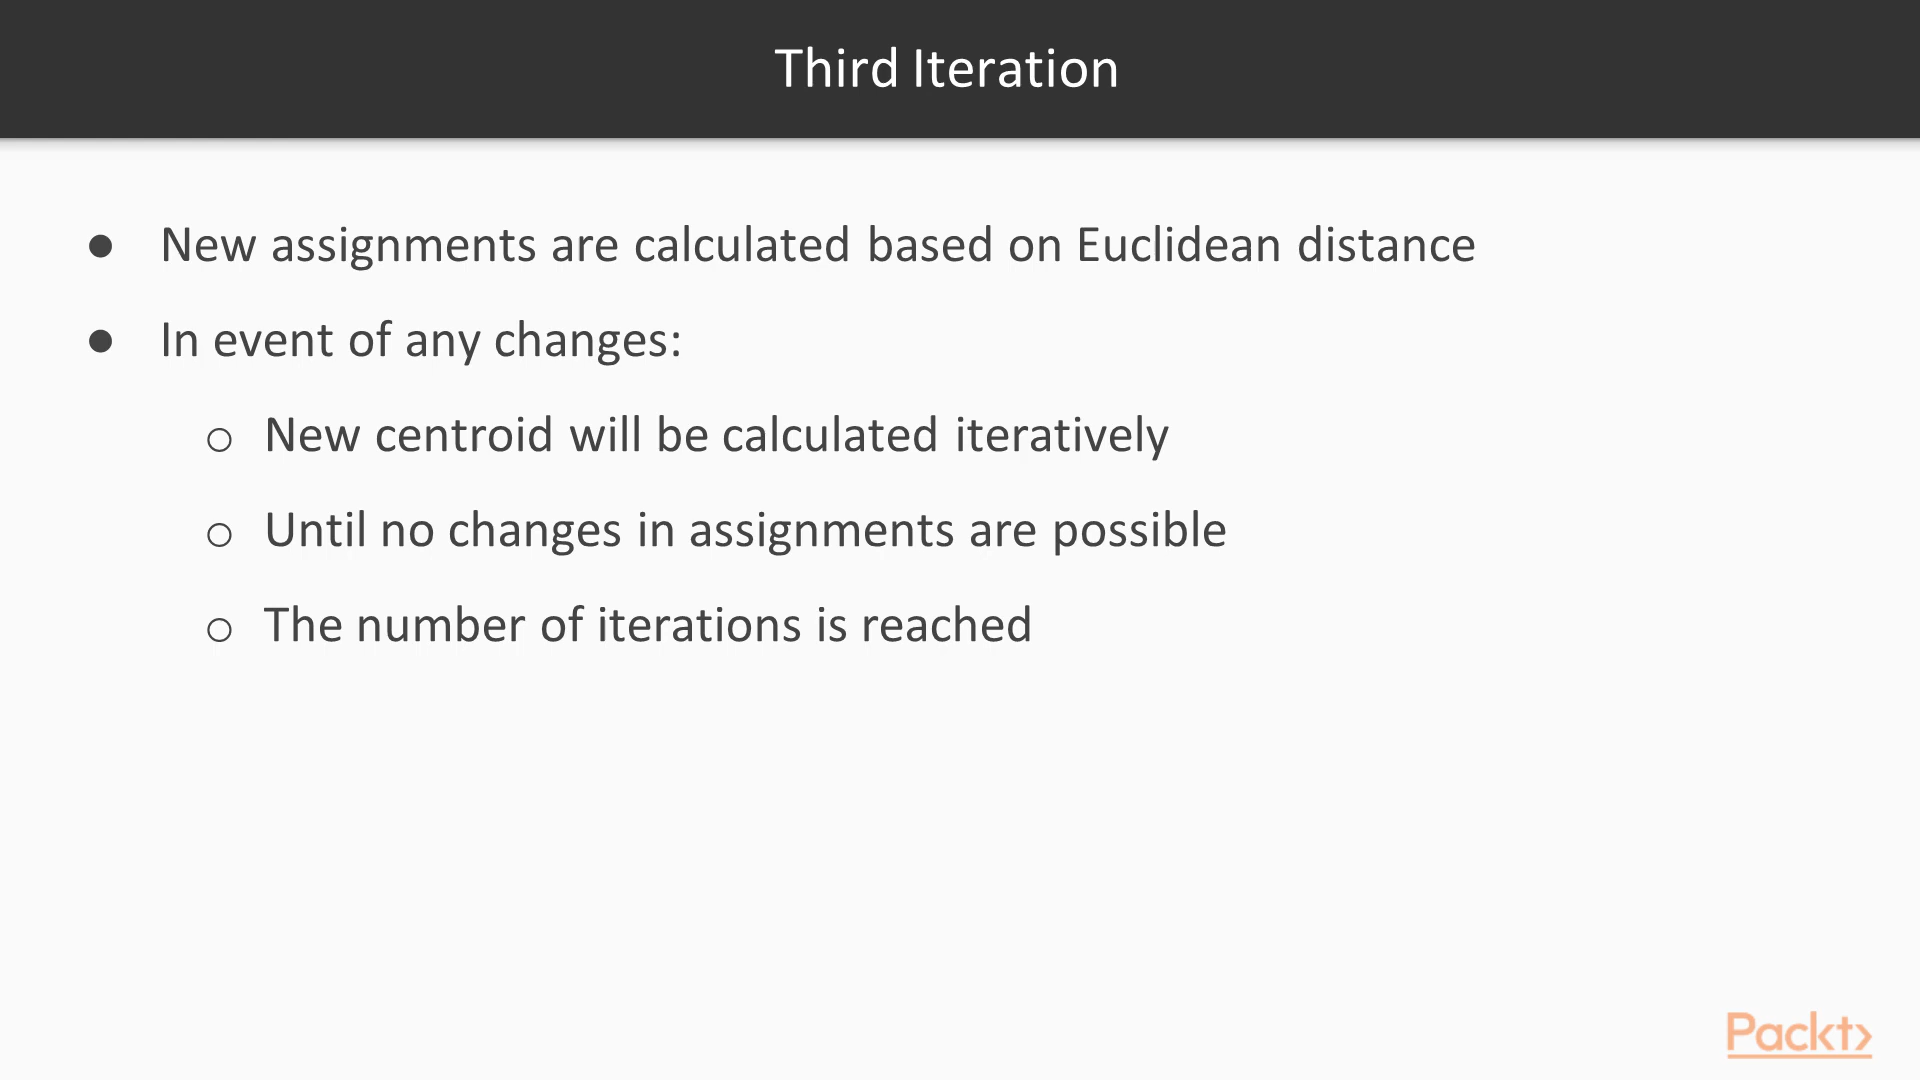 Third Iteration
● New assignments are calculated based on Euclidean distance
● In event of any changes:
○ New centroid will be calculated iteratively
○ Until no changes in assignments are possible
○ The number of iterations is reached
Packt>